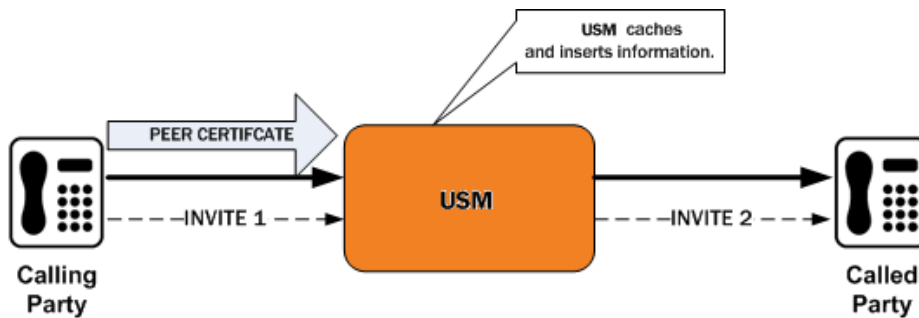 USM caches
and inserts information.
PEER CERTIFCATE
USM
INVITE 1
INVITE 2
Calling
Party
Called
Party